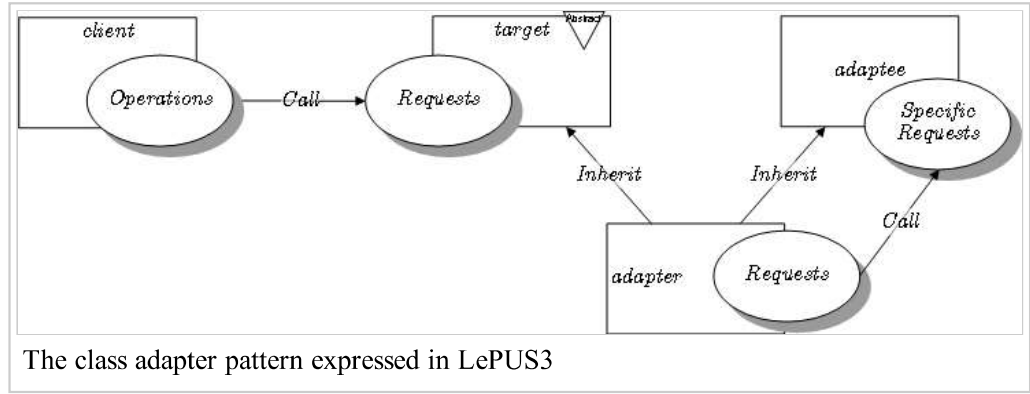 client
target
Abstract
adaptee
Operations
Call
Requests
Specific
Requests
Inherit
Inherit
Call
adapter
Requests
The class adapter pattern expressed in LePUS3